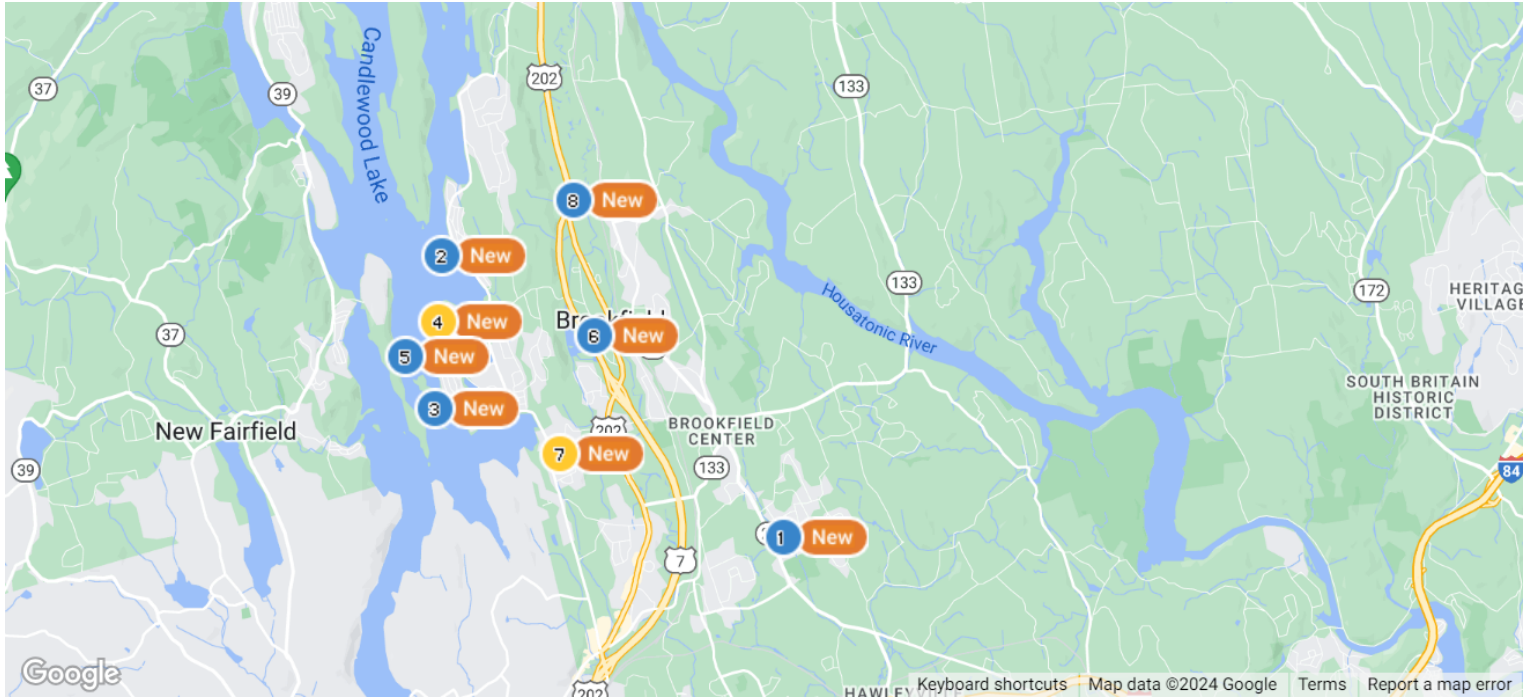 202
133
37
39
Candlewood Lake
8 New
2 New
133
172
HERITAG
VILLAGE
Housatonic River
4 New
6 New
37
5 New
SOUTH BRITAIN
HISTORIC
DISTRICT
3 New
New Fairfield
202
BROOKFIELD
CENTER
7 New
39
133
84
1 New
7
Google
202
Keyboard shortcuts
Map data ©2024 Google
Terms
Report a map error